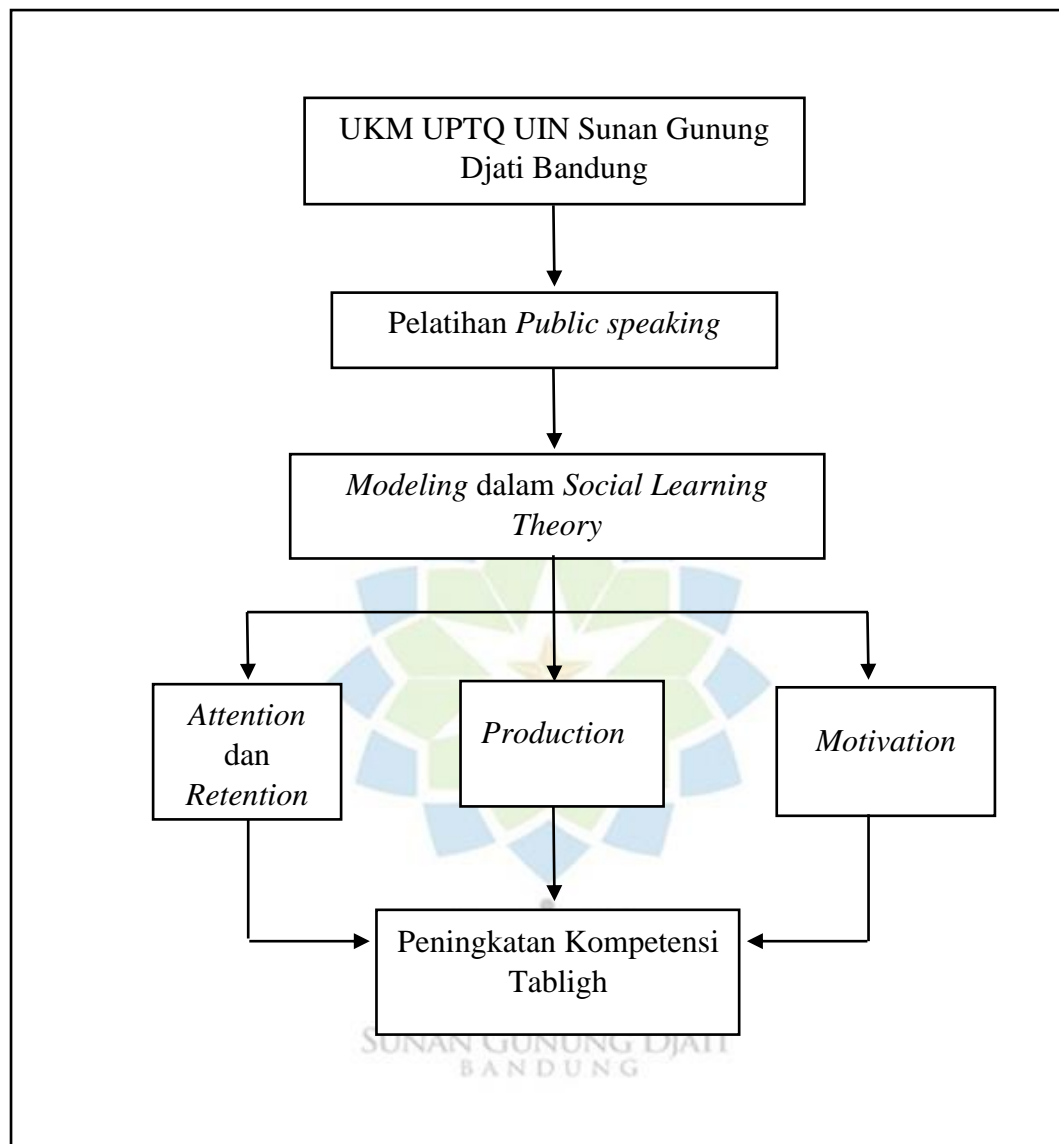 UKM UPTQ UIN Sunan Gunung
Djati Bandung
Pelatihan Public speaking
Modeling dalam Social Learning
Theory
Attention
dan
Retention
Production
Motivation
Peningkatan Kompetensi
Tabligh
SUNAN GUNUNG DJATI
BANDUNG